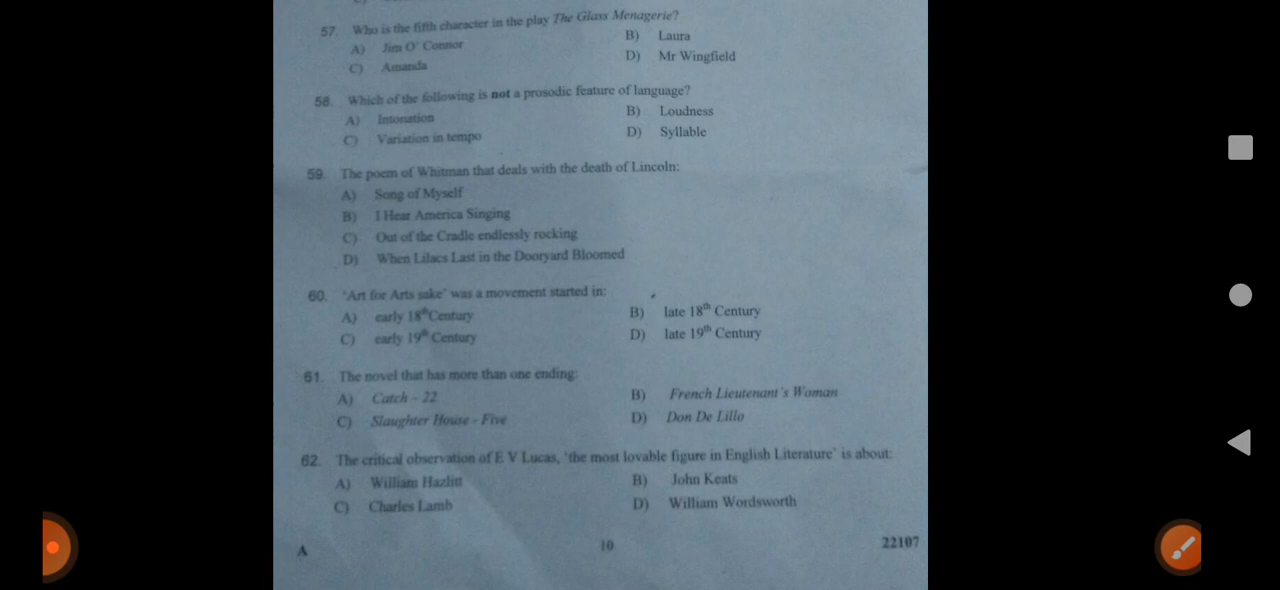 57. Who is the fifth character in the play The Glass Menagerie?
A) Jim O' Connor B) Laura
C) Amanda D) Mr Wingfield
58. Which of the following is not a prosodic feature of language?
A) Intonation B) Loudness
C) Variation in tempo D) Syllable
59. The poem of Whitman that deals with the death of Lincoln:
A) Song of Myself
B) I Hear America Singing
C) Out of the Cradle endlessly rocking
D) When Lilacs Last in the Dooryard Bloomed
60. 'Art for Arts sake' was a movement started in:
A) early 18th Century B) late 18th Century
C) early 19th Century D) late 19th Century
61. The novel that has more than one ending:
A) Catch - 22 B) French Lieutenant's Woman
C) Slaughter House - Five D) Don De Lillo
62. The critical observation of E V Lucas, 'the most lovable figure in English Literature' is about:
A) William Hazlitt B) John Keats
C) Charles Lamb D) William Wordsworth
A 10 22107